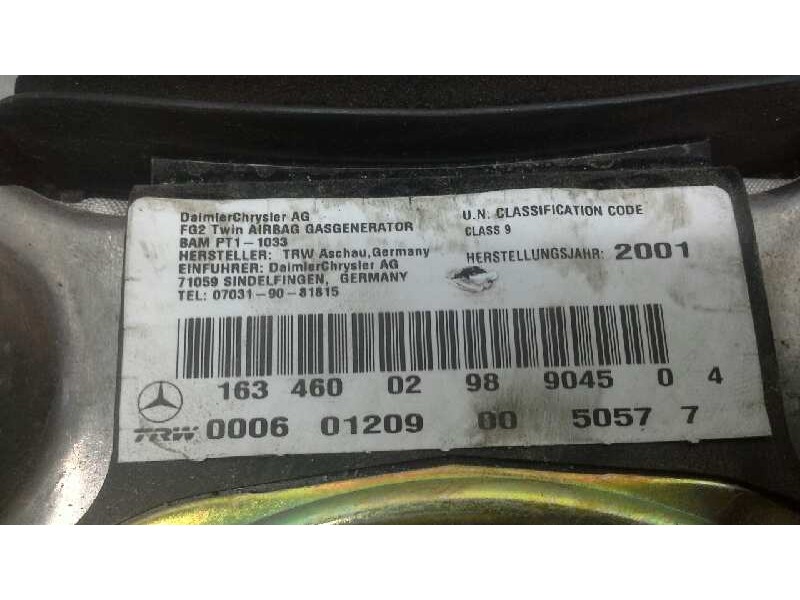 DaimlerChrysler AG
FG2 Twin AIRBAG GASGENERATOR
BAM PT1-1033
HERSTELLER: TRW Aschau,Germany
EINFUHRER: DaimlerChrysler AG
71059 SINDELFINGEN, GERMANY
TEL: 07031-90-81815
U.N. CLASSIFICATION CODE
CLASS 9
HERSTELLUNGSJAHR: 2001
163 460 02 98 9045 0 4
TRW 0006 01209 00 5057 7